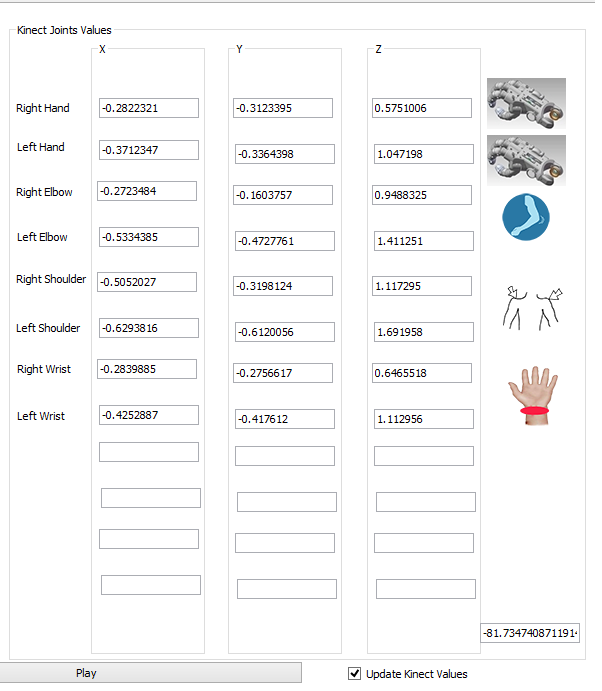 Kinect Joints Values
X Y Z
Right Hand -0.2822321 -0.3123395 0.5751006
Left Hand -0.3712347 -0.3364398 1.047198
Right Elbow -0.2723484 -0.1603757 0.9488325
Left Elbow -0.5334385 -0.4727761 1.411251
Right Shoulder -0.5052027 -0.3198124 1.117295
Left Shoulder -0.6293816 -0.6120056 1.691958
Right Wrist -0.2839885 -0.2756617 0.6465518
Left Wrist -0.4252887 -0.417612 1.112956
-81.7347408711914
Play Update Kinect Values